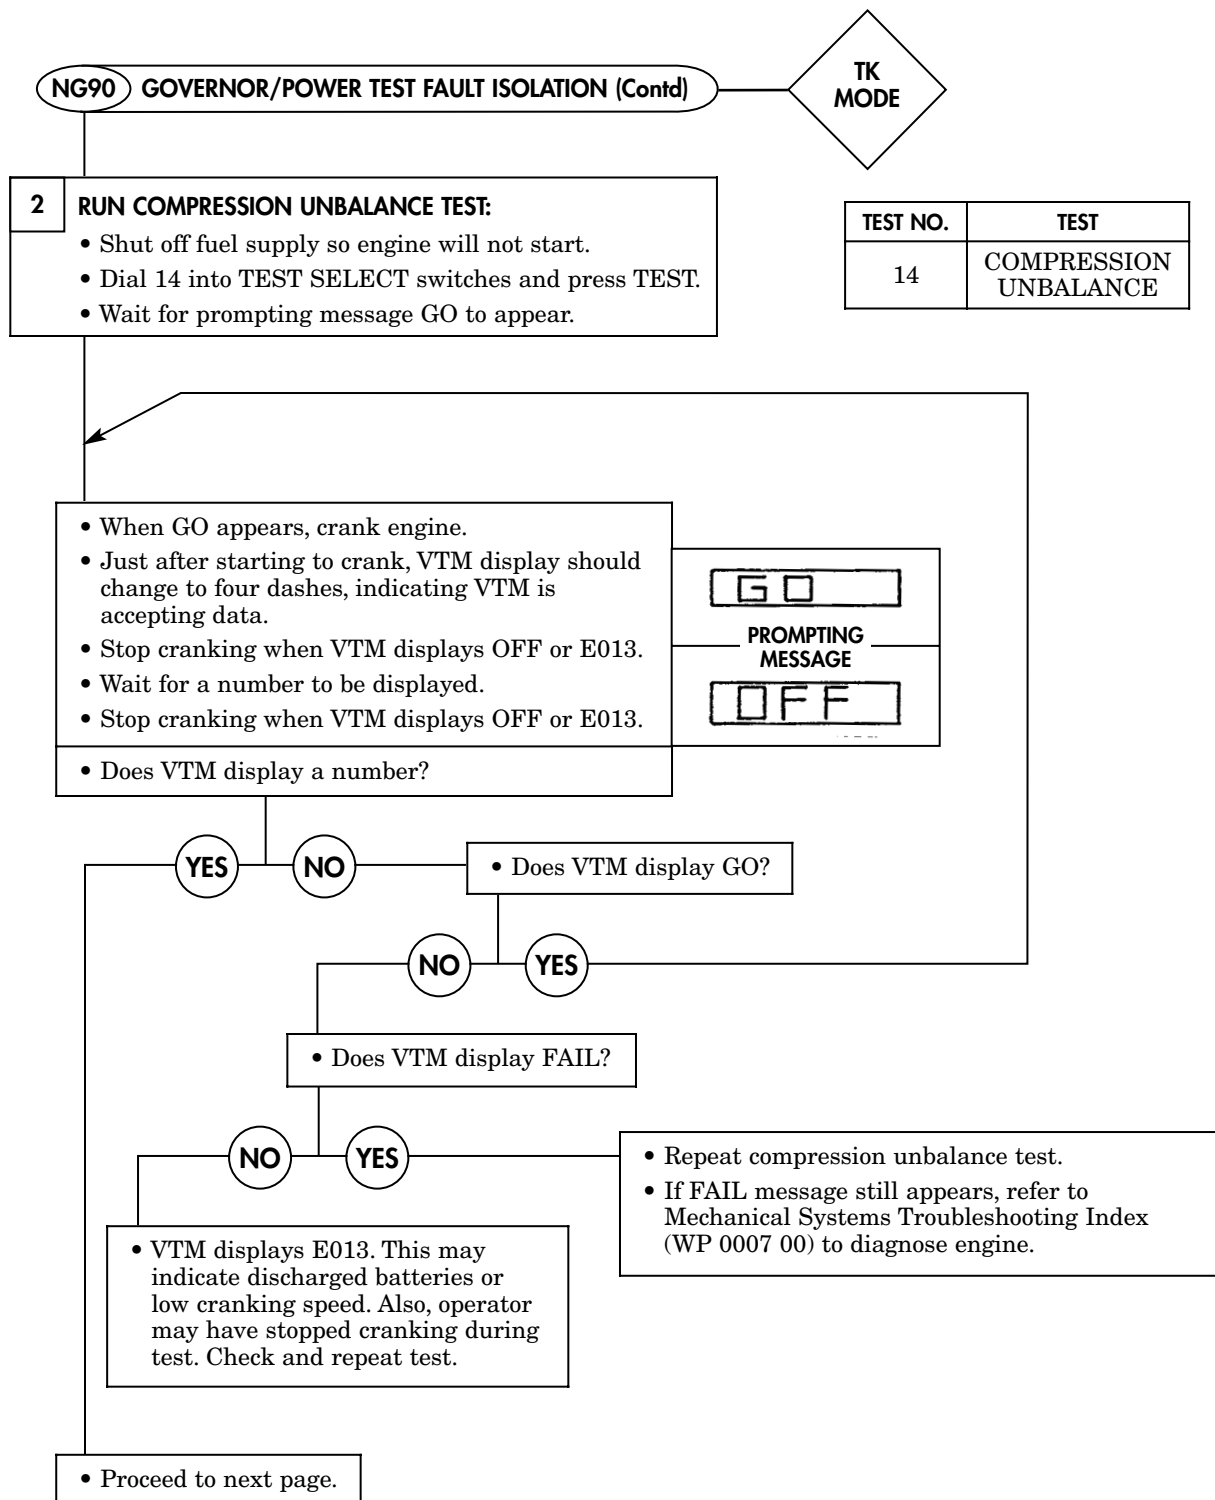 NG90 GOVERNOR/POWER TEST FAULT ISOLATION (Contd)
TK
MODE
2 RUN COMPRESSION UNBALANCE TEST:
• Shut off fuel supply so engine will not start.
• Dial 14 into TEST SELECT switches and press TEST.
• Wait for prompting message GO to appear.
TEST NO. TEST
14 COMPRESSION
UNBALANCE
• When GO appears, crank engine.
• Just after starting to crank, VTM display should
change to four dashes, indicating VTM is
accepting data.
• Stop cranking when VTM displays OFF or E013.
• Wait for a number to be displayed.
• Stop cranking when VTM displays OFF or E013.
GO
PROMPTING
MESSAGE
OFF
• Does VTM display a number?
YES NO
• Does VTM display GO?
NO YES
• Does VTM display FAIL?
NO YES
• Repeat compression unbalance test.
• If FAIL message still appears, refer to
Mechanical Systems Troubleshooting Index
(WP 0007 00) to diagnose engine.
• VTM displays E013. This may
indicate discharged batteries or
low cranking speed. Also, operator
may have stopped cranking during
test. Check and repeat test.
• Proceed to next page.